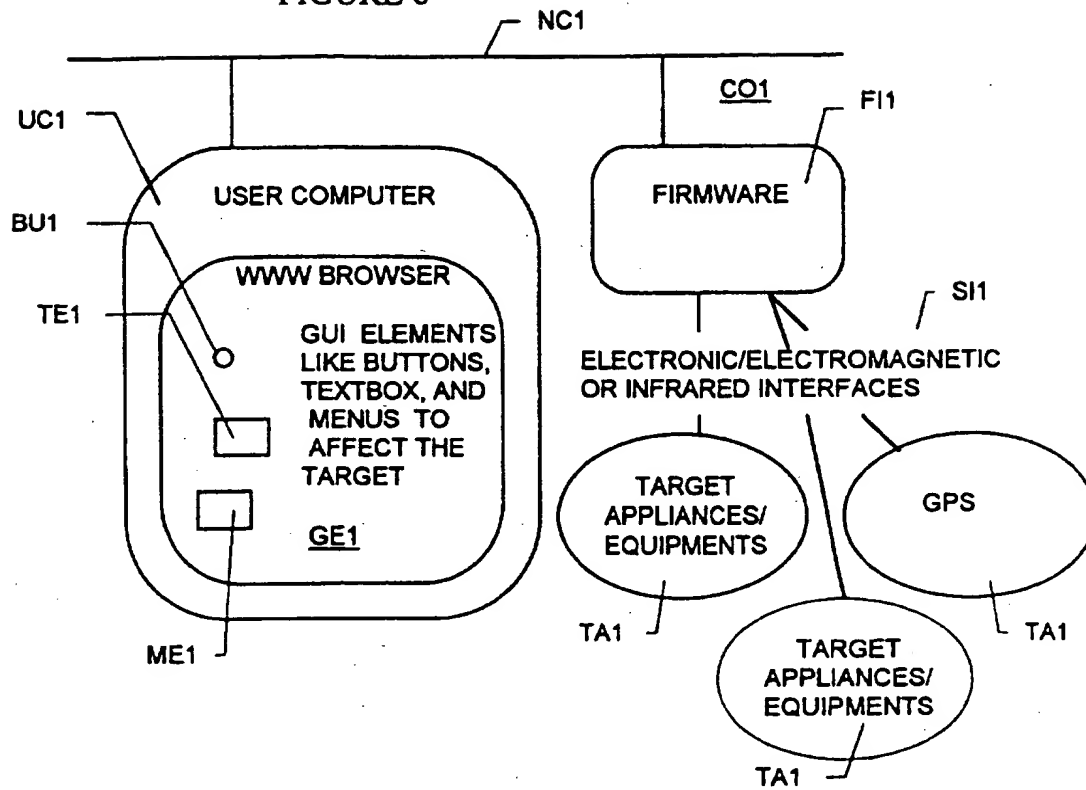 NC1
CO1
FI1
UC1
USER COMPUTER
FIRMWARE
BU1
WWW BROWSER
TE1
SI1
GUI ELEMENTS
LIKE BUTTONS,
TEXTBOX, AND
MENUS TO
AFFECT THE
TARGET
ELECTRONIC/ELECTROMAGNETIC
OR INFRARED INTERFACES
GE1
TARGET
APPLIANCES/
EQUIPMENTS
GPS
ME1
TA1
TA1
TARGET
APPLIANCES/
EQUIPMENTS
TA1